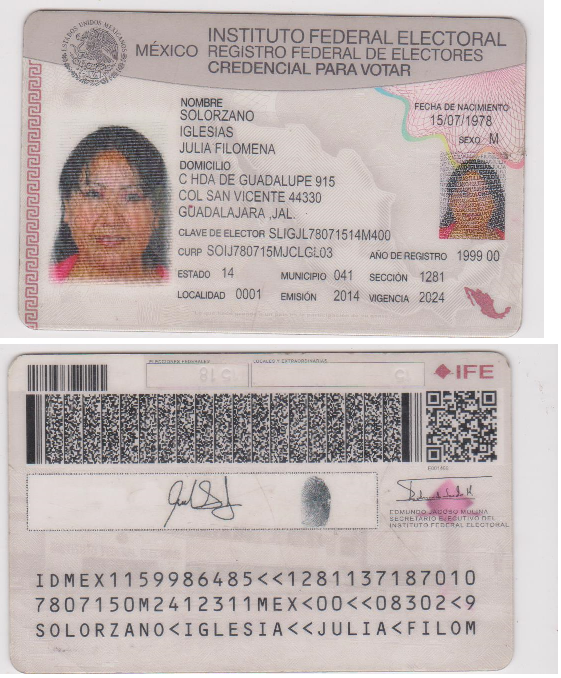 ESTADOS UNIDOS MEXICANOS
MÉXICO
INSTITUTO FEDERAL ELECTORAL
REGISTRO FEDERAL DE ELECTORES
CREDENCIAL PARA VOTAR
NOMBRE
SOLORZANO
IGLESIAS
JULIA FILOMENA
FECHA DE NACIMIENTO
15/07/1978
SEXO M
DOMICILIO
C HDA DE GUADALUPE 915
COL SAN VICENTE 44330
GUADALAJARA ,JAL.
CLAVE DE ELECTOR SLIGJL78071514M400
CURP SOIJ780715MJCLGL03 AÑO DE REGISTRO 1999 00
ESTADO 14 MUNICIPIO 041 SECCIÓN 1281
LOCALIDAD 0001 EMISIÓN 2014 VIGENCIA 2024
ELECCIONES FEDERALES LOCALES Y EXTRAORDINARIAS
IFE
EDMUNDO JACOBO MOLINA
SECRETARIO EJECUTIVO DEL
INSTITUTO FEDERAL ELECTORAL
IDMEX1159986485<<1281137187010
7807150M2412311MEX<00<<08302<9
SOLORZANO<IGLESIA<<JULIA<FILOM